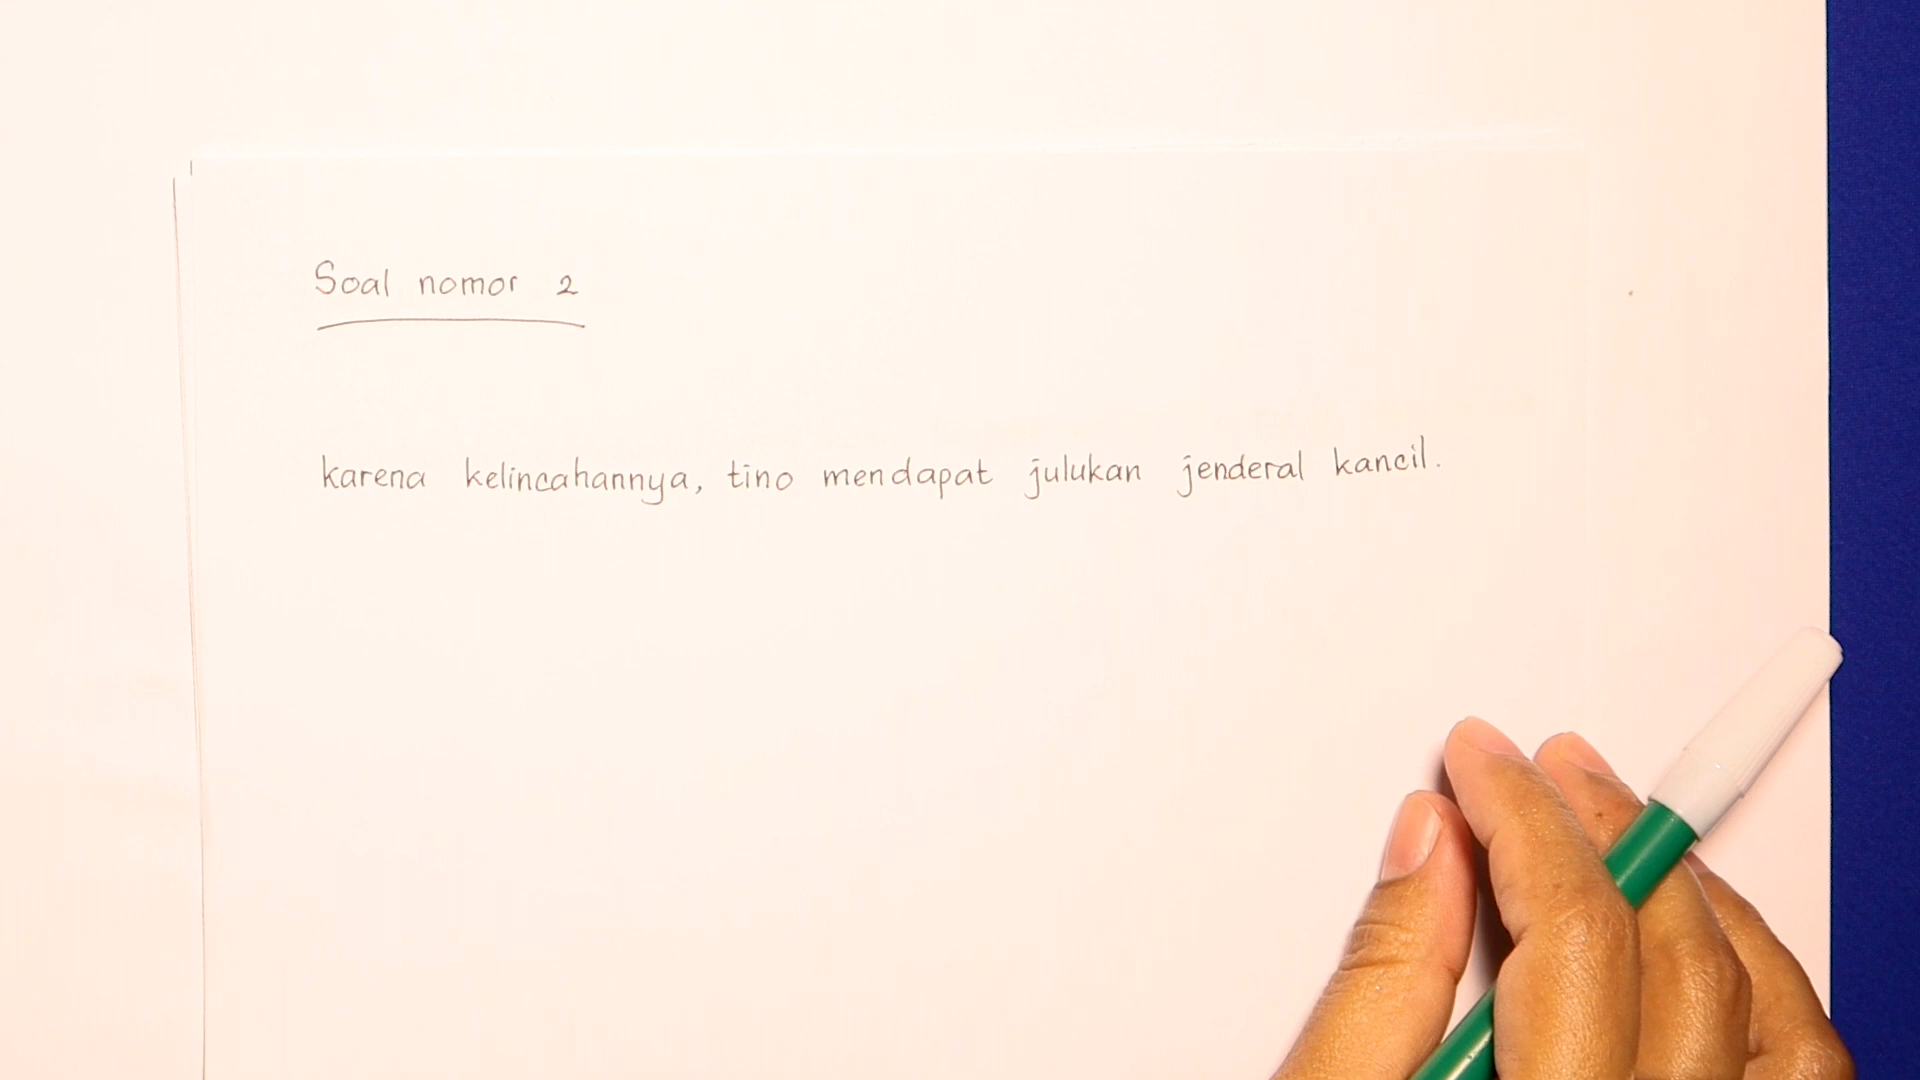 Soal nomor 2
karena kelincahannya, tino mendapat julukan jenderal kancil.